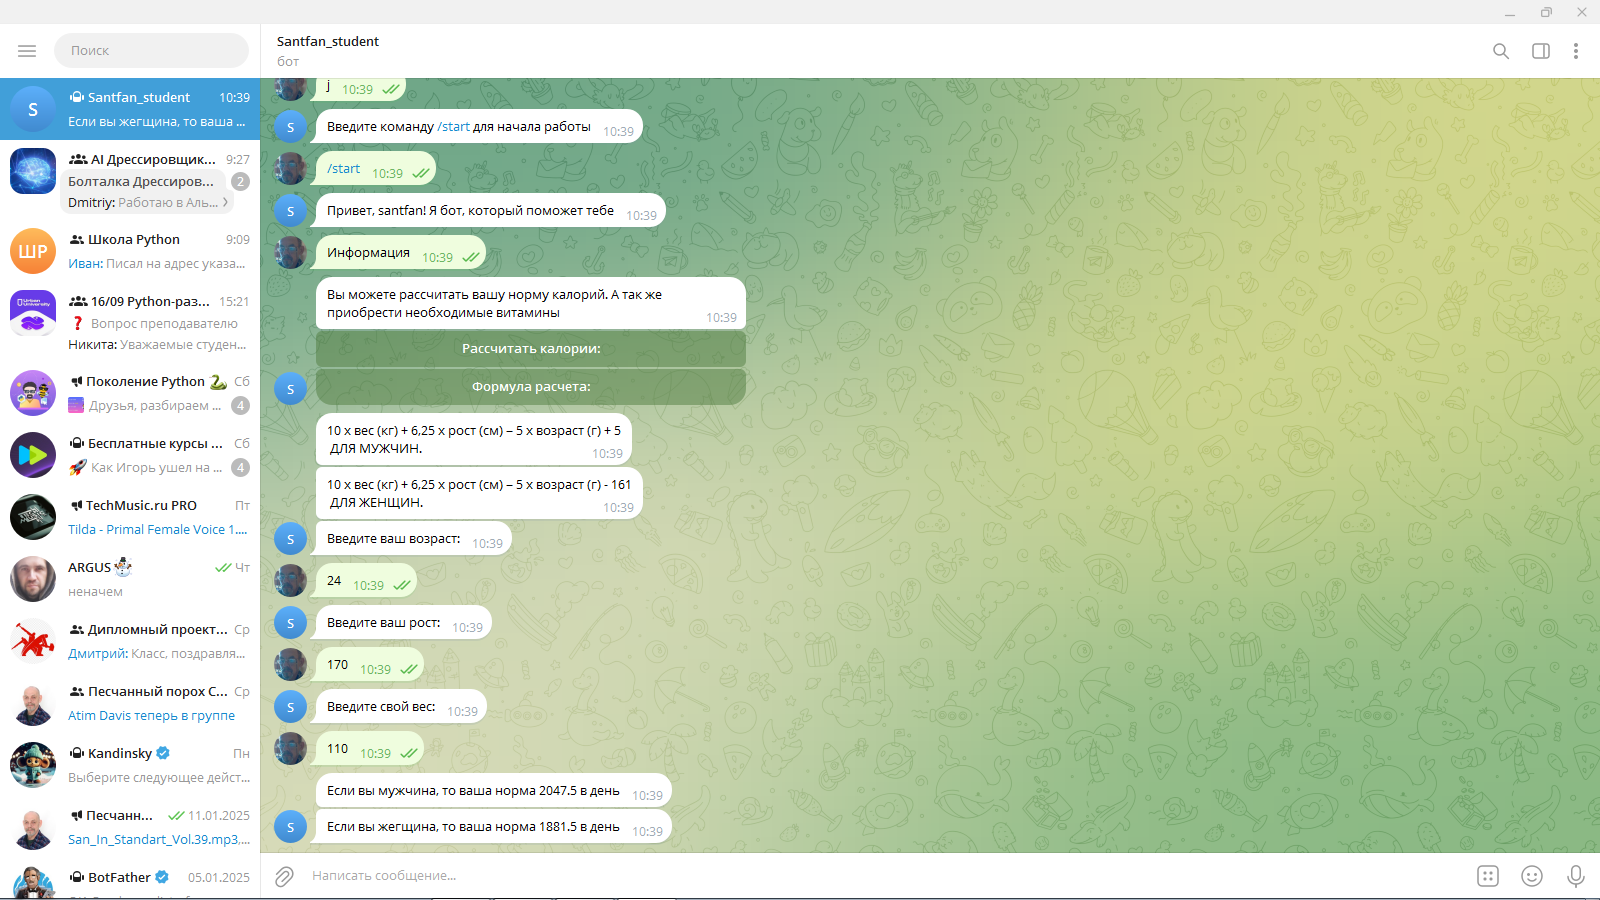 Поиск
S
Santfan_student
10:39
Если вы жегщина, то ваша ...
AI Дрессировщик...
9:27
Болталка Дрессиров...
2
Dmitriy: Работаю в Аль...
ШР
Школа Python
9:09
Иван: Писал на адрес указа...
16/09 Python-раз...
15:21
Вопрос преподавателю
Никита: Уважаемые студен...
Поколение Python
Сб
Друзья, разбираем ...
4
Бесплатные курсы ...
Сб
Как Игорь ушел на ...
4
TechMusic.ru PRO
Пт
Tilda - Primal Female Voice 1....
ARGUS
Чт
неначем
Дипломный проект...
Ср
Дмитрий: Класс, поздравля...
Песчанный порох С...
Ср
Atim Davis теперь в группе
Kandinsky
Пн
Выберите следующее дейст...
Песчанн...
11.01.2025
San_In_Standart_Vol.39.mp3,...
BotFather
05.01.2025
Santfan_student
бот
j 10:39
S
Введите команду /start для начала работы 10:39
/start 10:39
S
Привет, santfan! Я бот, который поможет тебе 10:39
Информация 10:39
Вы можете рассчитать вашу норму калорий. А так же
приобрести необходимые витамины 10:39
Рассчитать калории:
S
Формула расчета:
10 х вес (кг) + 6,25 х рост (см) – 5 х возраст (г) + 5
ДЛЯ МУЖЧИН. 10:39
10 х вес (кг) + 6,25 х рост (см) – 5 х возраст (г) - 161
ДЛЯ ЖЕНЩИН. 10:39
S
Введите ваш возраст: 10:39
24 10:39
S
Введите ваш рост: 10:39
170 10:39
S
Введите свой вес: 10:39
110 10:39
Если вы мужчина, то ваша норма 2047.5 в день 10:39
S
Если вы жегщина, то ваша норма 1881.5 в день 10:39
Написать сообщение...